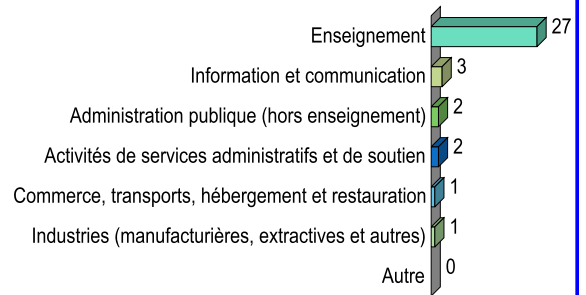 Enseignement 27
Information et communication 3
Administration publique (hors enseignement) 2
Activités de services administratifs et de soutien 2
Commerce, transports, hébergement et restauration 1
Industries (manufacturières, extractives et autres) 1
Autre 0